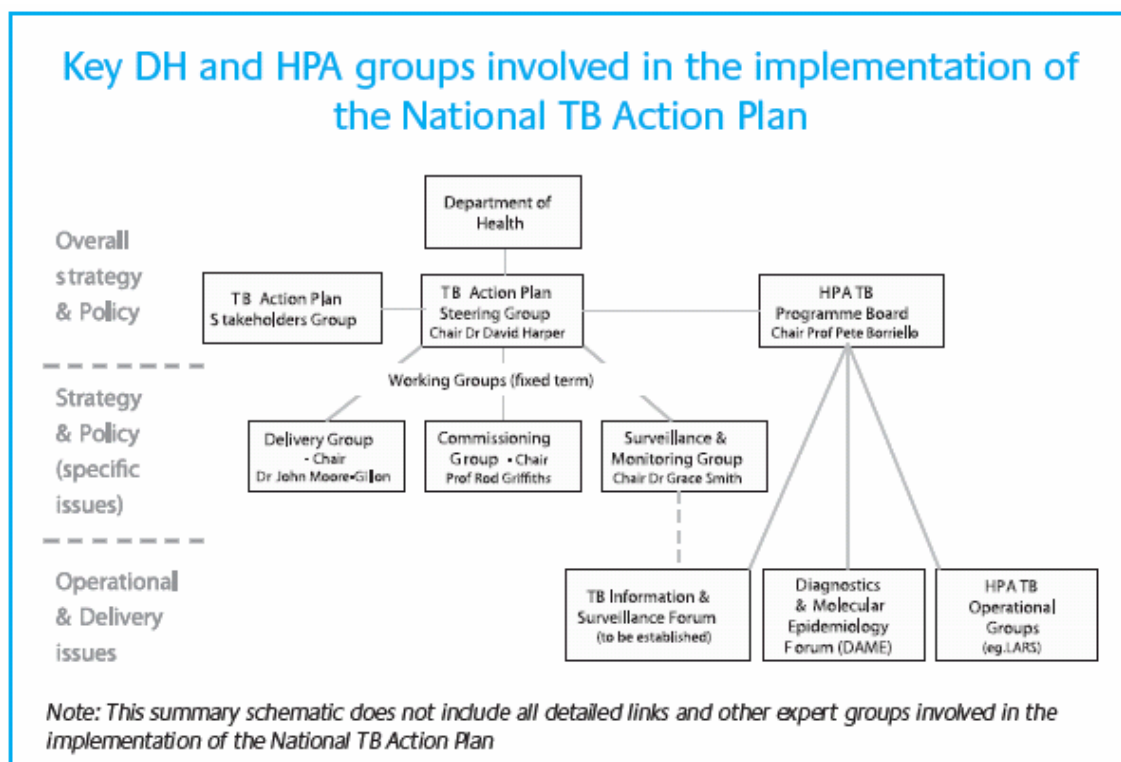 Key DH and HPA groups involved in the implementation of
the National TB Action Plan
Overall
strategy
& Policy
Department of
Health
TB Action Plan
Stakeholders Group
TB Action Plan
Steering Group
Chair Dr David Harper
HPA TB
Programme Board
Chair Prof Pete Borriello
Working Groups (fixed term)
Strategy
& Policy
(specific
issues)
Delivery Group
- Chair
Dr John Moore-Gillon
Commissioning
Group - Chair
Prof Rod Griffiths
Surveillance &
Monitoring Group
Chair Dr Grace Smith
Operational
& Delivery
issues
TB Information &
Surveillance Forum
(to be established)
Diagnostics
& Molecular
Epidemiology
Forum (DAME)
HPA TB
Operational
Groups
(eg.LARS)
Note: This summary schematic does not include all detailed links and other expert groups involved in the
implementation of the National TB Action Plan